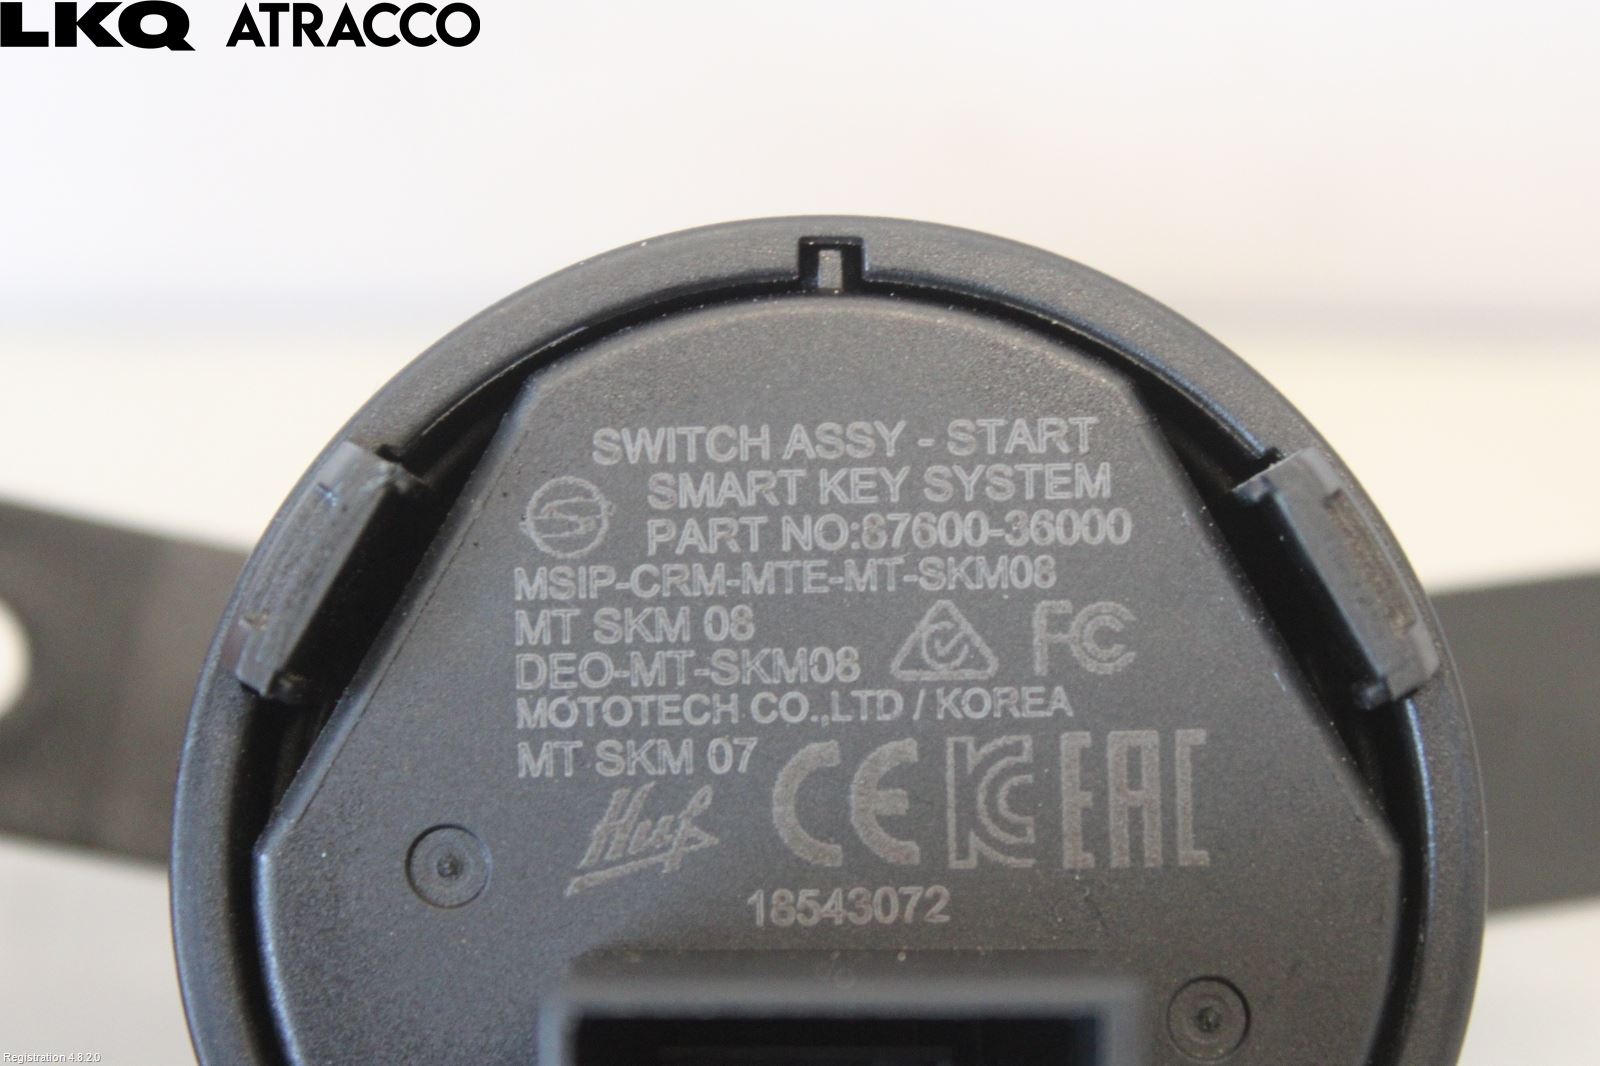 LKQ ATRACCO
SWITCH ASSY - START
SMART KEY SYSTEM
PART NO:87600-36000
MSIP-CRM-MTE-MT-SKM08
MT SKM 08
DEO-MT-SKM08
FC
MOTOTECH CO.,LTD / KOREA
MT SKM 07
CE KC EAC
Huf
18543072
Registration 4.8.2.0